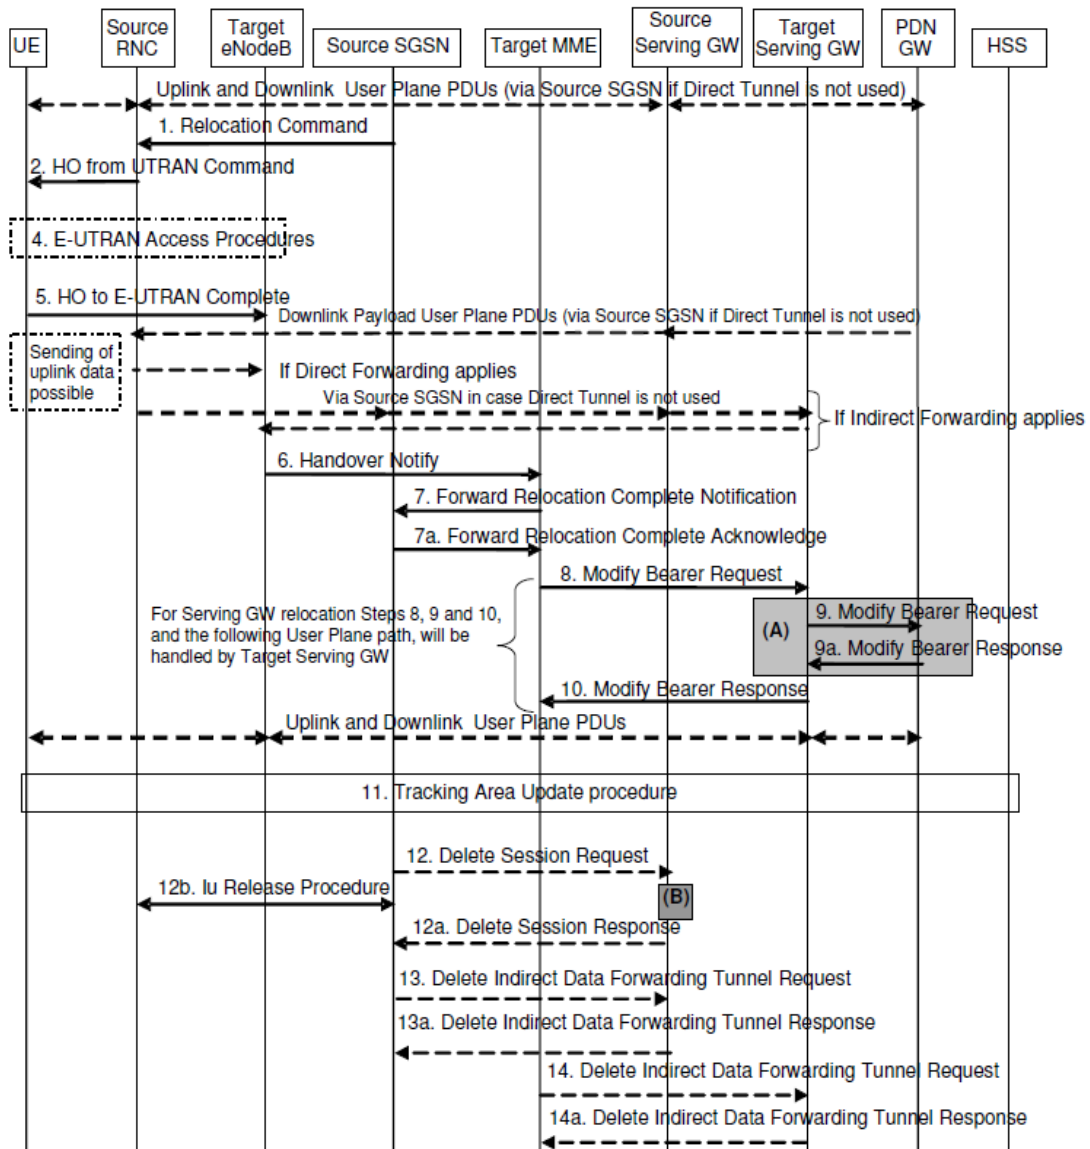 UE
Source
RNC
Target
eNodeB
Source SGSN
Target MME
Source
Serving GW
Target
Serving GW
PDN
GW
HSS
Uplink and Downlink User Plane PDUs (via Source SGSN if Direct Tunnel is not used)
1. Relocation Command
2. HO from UTRAN Command
4. E-UTRAN Access Procedures
5. HO to E-UTRAN Complete
Downlink Payload User Plane PDUs (via Source SGSN if Direct Tunnel is not used)
Sending of
uplink data
possible
If Direct Forwarding applies
Via Source SGSN in case Direct Tunnel is not used
If Indirect Forwarding applies
6. Handover Notify
7. Forward Relocation Complete Notification
7a. Forward Relocation Complete Acknowledge
8. Modify Bearer Request
For Serving GW relocation Steps 8, 9 and 10,
and the following User Plane path, will be
handled by Target Serving GW
(A)
9. Modify Bearer Request
9a. Modify Bearer Response
10. Modify Bearer Response
Uplink and Downlink User Plane PDUs
11. Tracking Area Update procedure
12. Delete Session Request
12b. Iu Release Procedure
(B)
12a. Delete Session Response
13. Delete Indirect Data Forwarding Tunnel Request
13a. Delete Indirect Data Forwarding Tunnel Response
14. Delete Indirect Data Forwarding Tunnel Request
14a. Delete Indirect Data Forwarding Tunnel Response